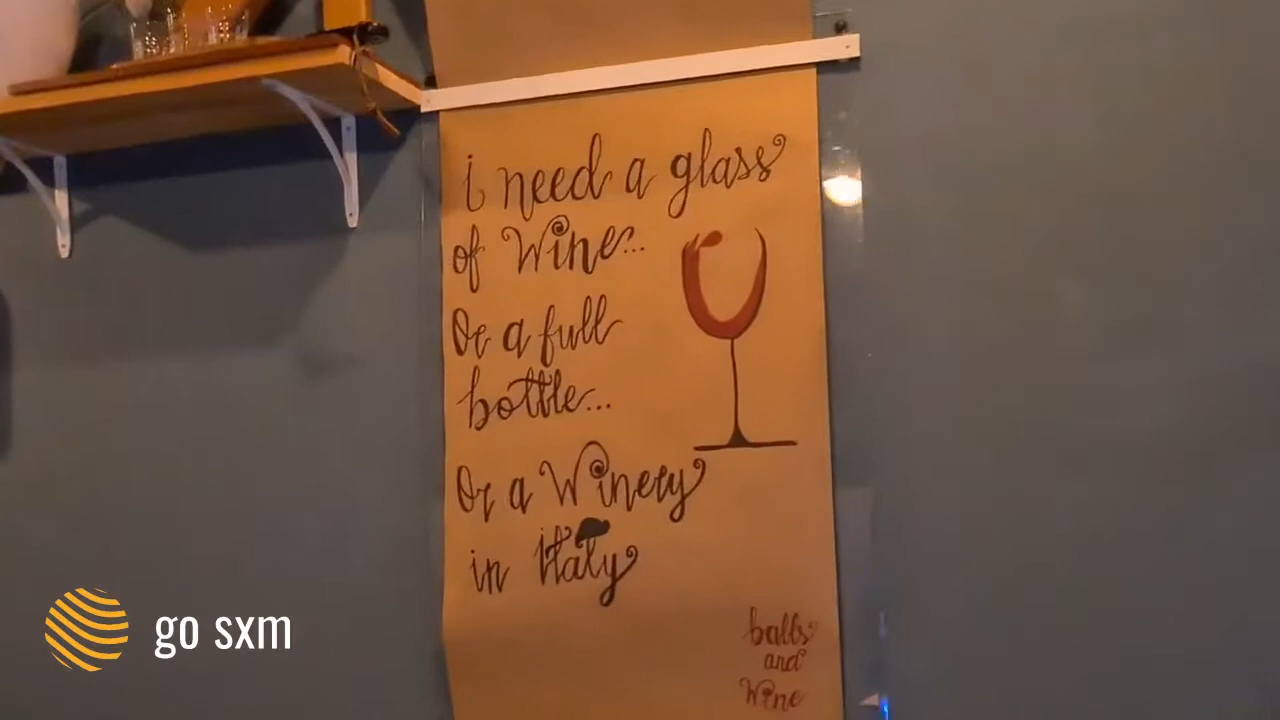 i need a glass
of Wine...
Or a full
bottle...
Or a Winery
in Italy
balls
and
Wine
go sxm